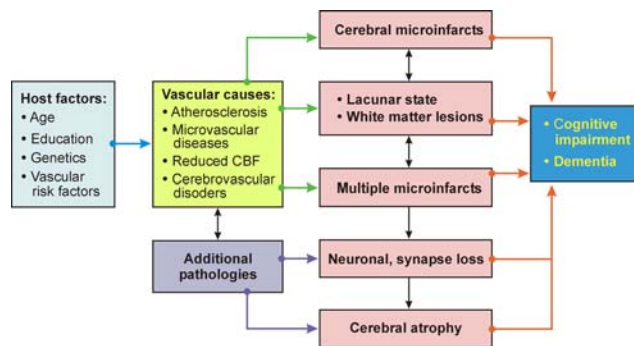 Host factors:
• Age
• Education
• Genetics
• Vascular
risk factors
Vascular causes:
• Atherosclerosis
• Microvascular
diseases
• Reduced CBF
• Cerebrovascular
disoders
Additional
pathologies
Cerebral microinfarcts
• Lacunar state
• White matter lesions
Multiple microinfarcts
Neuronal, synapse loss
Cerebral atrophy
• Cognitive
impairment
• Dementia